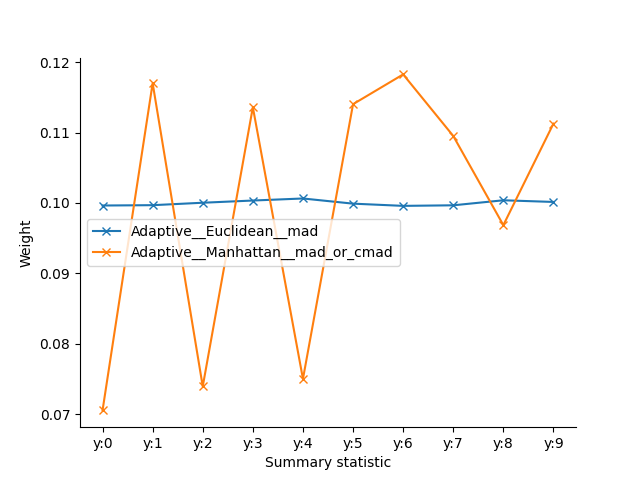 0.12
0.11
0.10
0.09
0.08
0.07
Weight
Adaptive__Euclidean__mad
Adaptive__Manhattan__mad_or_cmad
y:0 y:1 y:2 y:3 y:4 y:5 y:6 y:7 y:8 y:9
Summary statistic